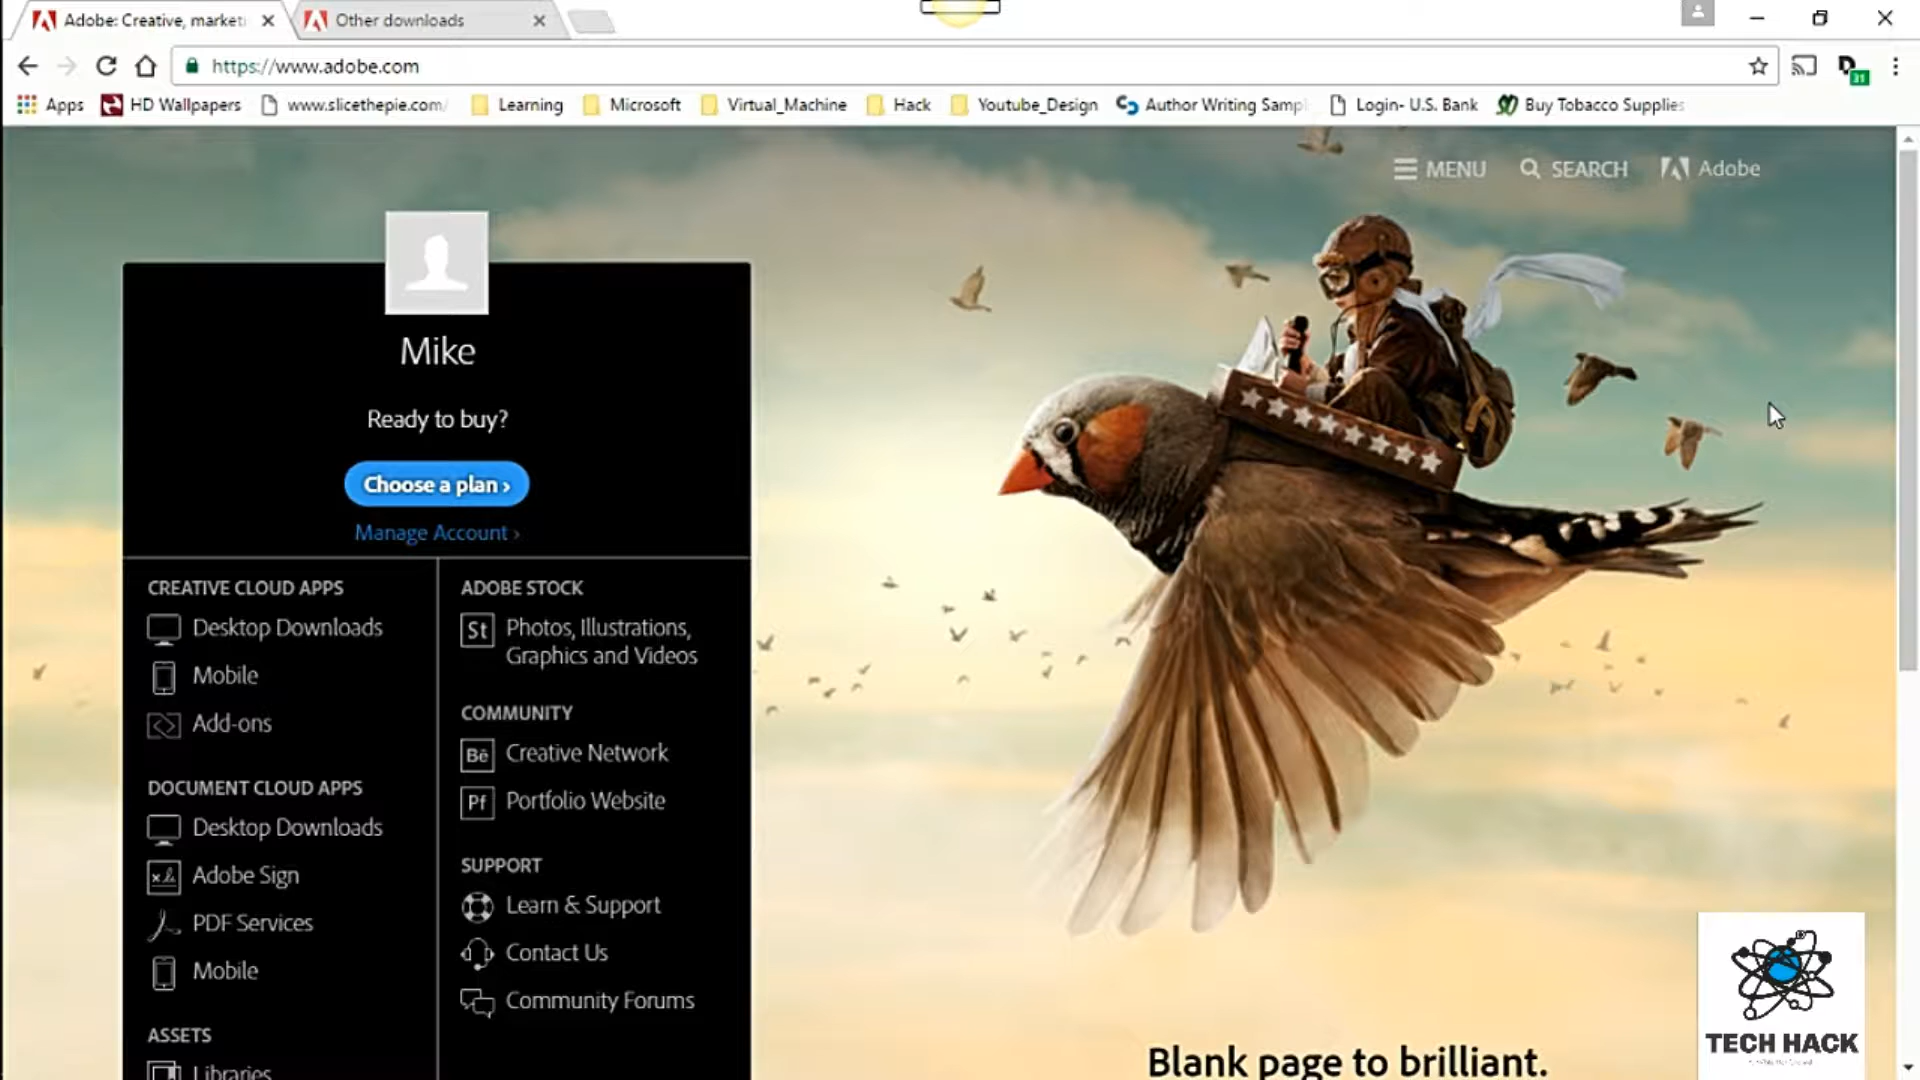 Adobe: Creative, marketi
Other downloads
https://www.adobe.com
Apps
HD Wallpapers
www.slicethepie.com/
Learning
Microsoft
Virtual_Machine
Hack
Youtube_Design
Author Writing Samp
Login- U.S. Bank
Buy Tobacco Supplies
31
MENU
SEARCH
Adobe
Mike
Ready to buy?
Choose a plan ›
Manage Account ›
CREATIVE CLOUD APPS
Desktop Downloads
Mobile
Add-ons
DOCUMENT CLOUD APPS
Desktop Downloads
Adobe Sign
PDF Services
Mobile
ASSETS
Libraries
ADOBE STOCK
St Photos, Illustrations,
Graphics and Videos
COMMUNITY
Bē Creative Network
Pf Portfolio Website
SUPPORT
Learn & Support
Contact Us
Community Forums
Blank page to brilliant.
TECH HACK